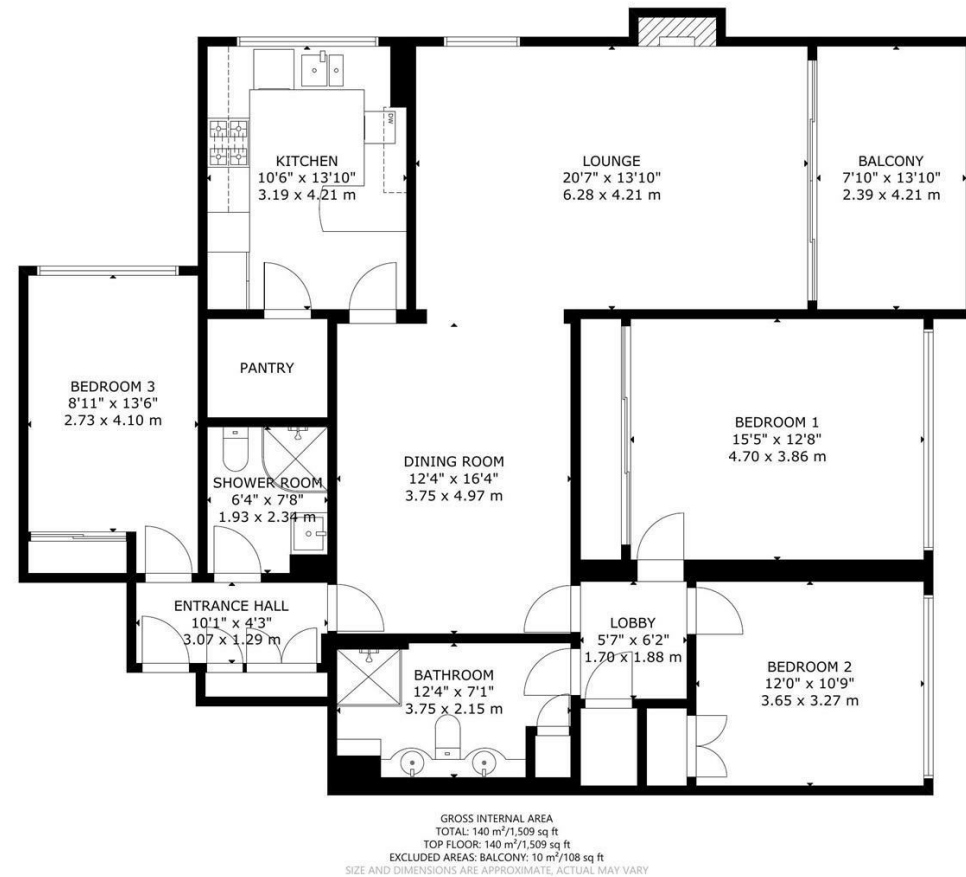 KITCHEN
10'6" x 13'10"
3.19 x 4.21 m
DW
LOUNGE
20'7" x 13'10"
6.28 x 4.21 m
BALCONY
7'10" x 13'10"
2.39 x 4.21 m
BEDROOM 3
8'11" x 13'6"
2.73 x 4.10 m
PANTRY
SHOWER ROOM
6'4" x 7'8"
1.93 x 2.34 m
DINING ROOM
12'4" x 16'4"
3.75 x 4.97 m
BEDROOM 1
15'5" x 12'8"
4.70 x 3.86 m
ENTRANCE HALL
10'1" x 4'3"
3.07 x 1.29 m
LOBBY
5'7" x 6'2"
1.70 x 1.88 m
BATHROOM
12'4" x 7'1"
3.75 x 2.15 m
BEDROOM 2
12'0" x 10'9"
3.65 x 3.27 m
GROSS INTERNAL AREA
TOTAL: 140 m²/1,509 sq ft
TOP FLOOR: 140 m²/1,509 sq ft
EXCLUDED AREAS: BALCONY: 10 m²/108 sq ft
SIZE AND DIMENSIONS ARE APPROXIMATE, ACTUAL MAY VARY